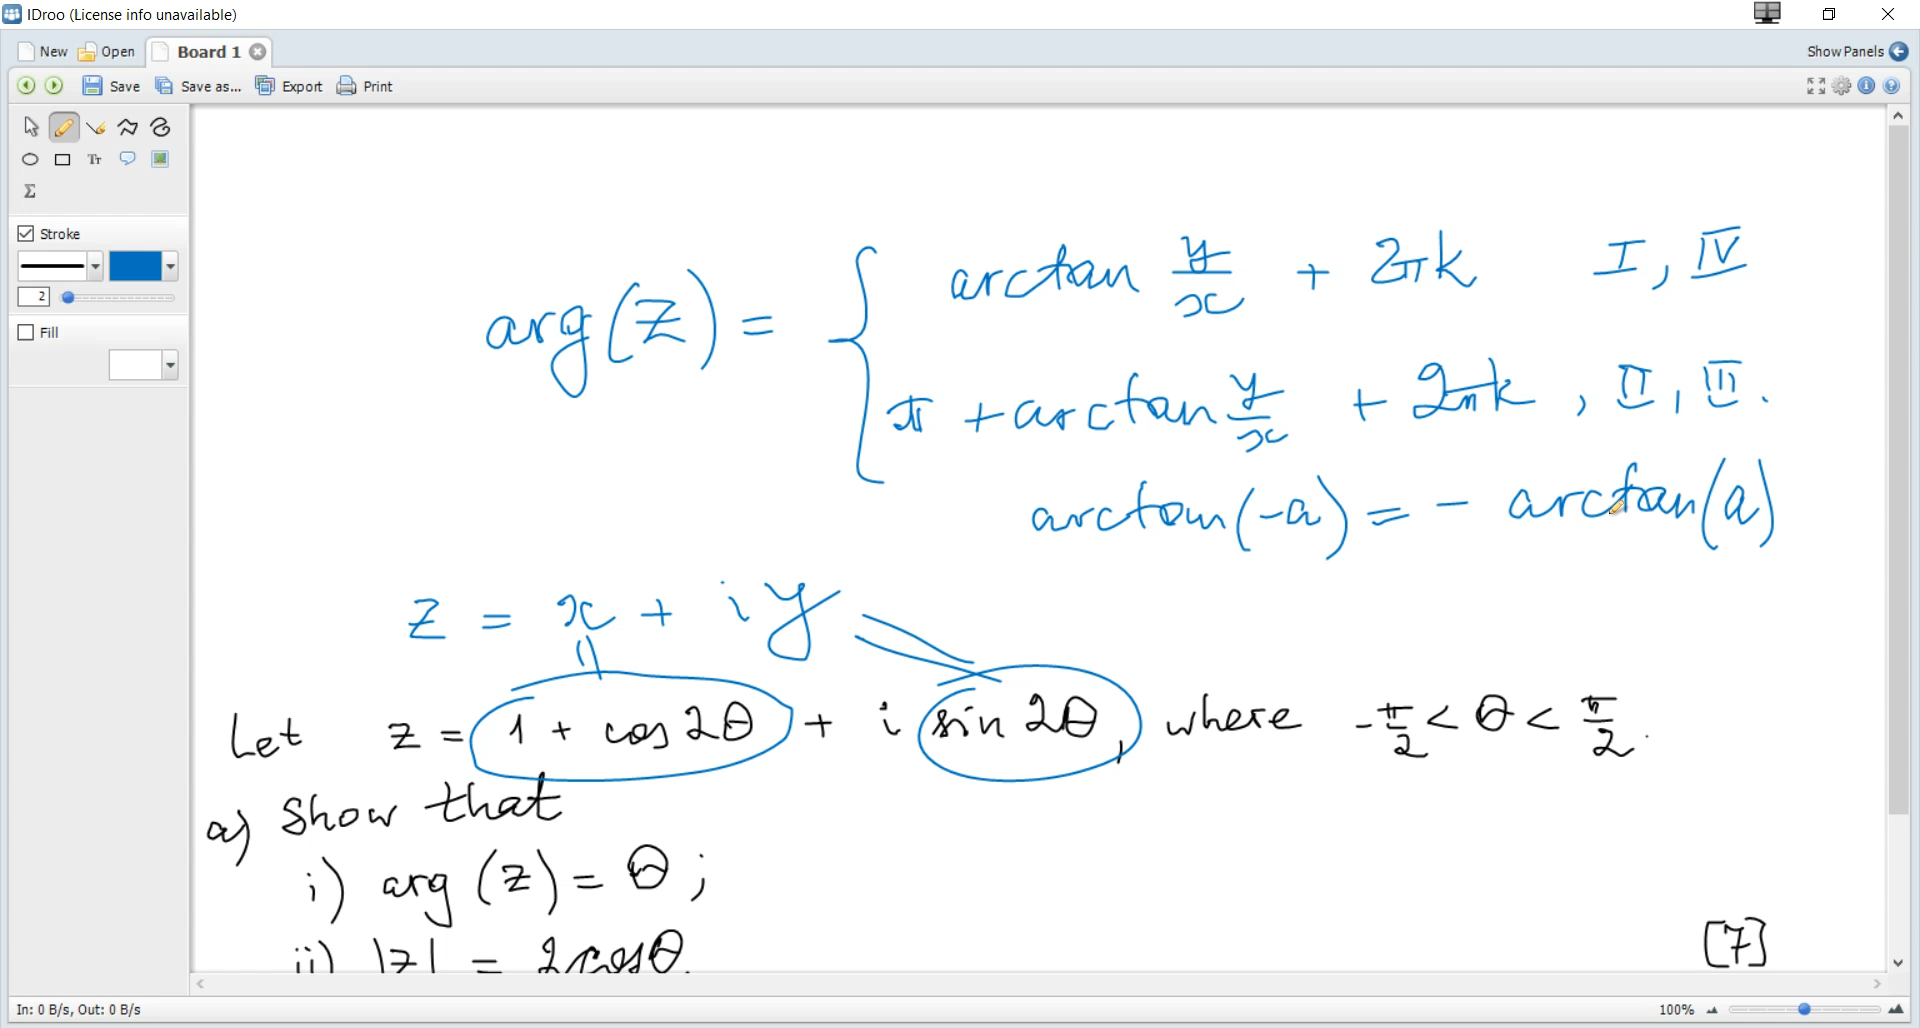 IDroo (License info unavailable)
New Open Board 1 Show Panels
Save Save as... Export Print
Tт
Σ
Stroke
2
Fill
arg(z) = { arctan y/x + 2πk I, IV
π + arctan y/x + 2πk , II, III.
arctan(-a) = - arctan(a)
z = x + iy
Let z = 1 + cos 2θ + i sin 2θ, where -π/2 < θ < π/2.
a) Show that
i) arg (z) = θ ;
ii) |z| = 2cosθ.
[7]
In: 0 B/s, Out: 0 B/s 100%